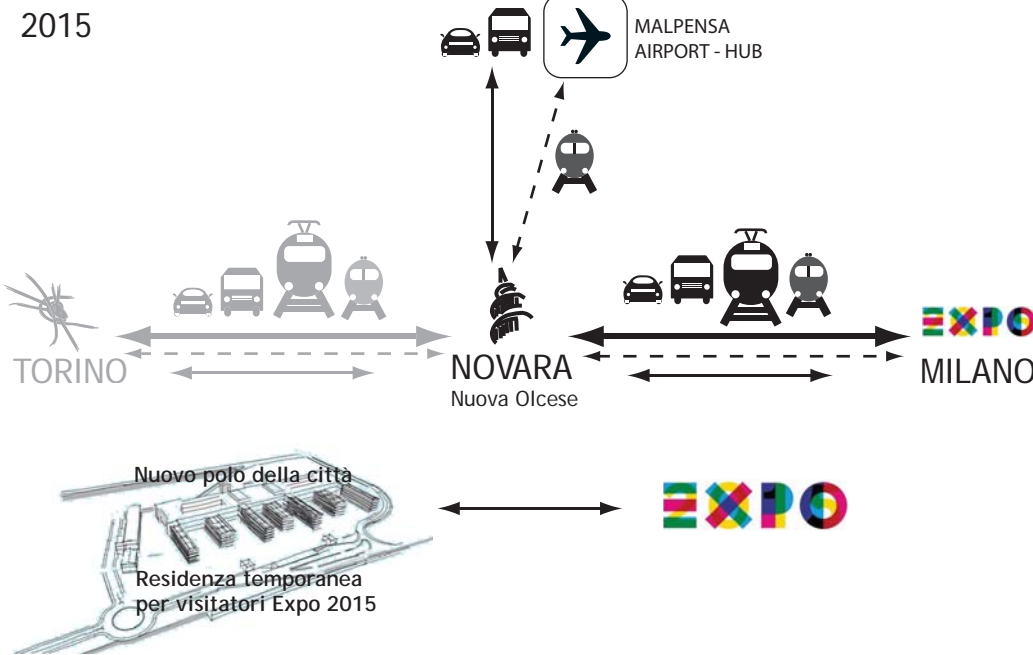 2015
MALPENSA
AIRPORT - HUB
EXPO
TORINO
NOVARA
Nuova Olcese
MILANO
Nuovo polo della città
EXPO
Residenza temporanea
per visitatori Expo 2015